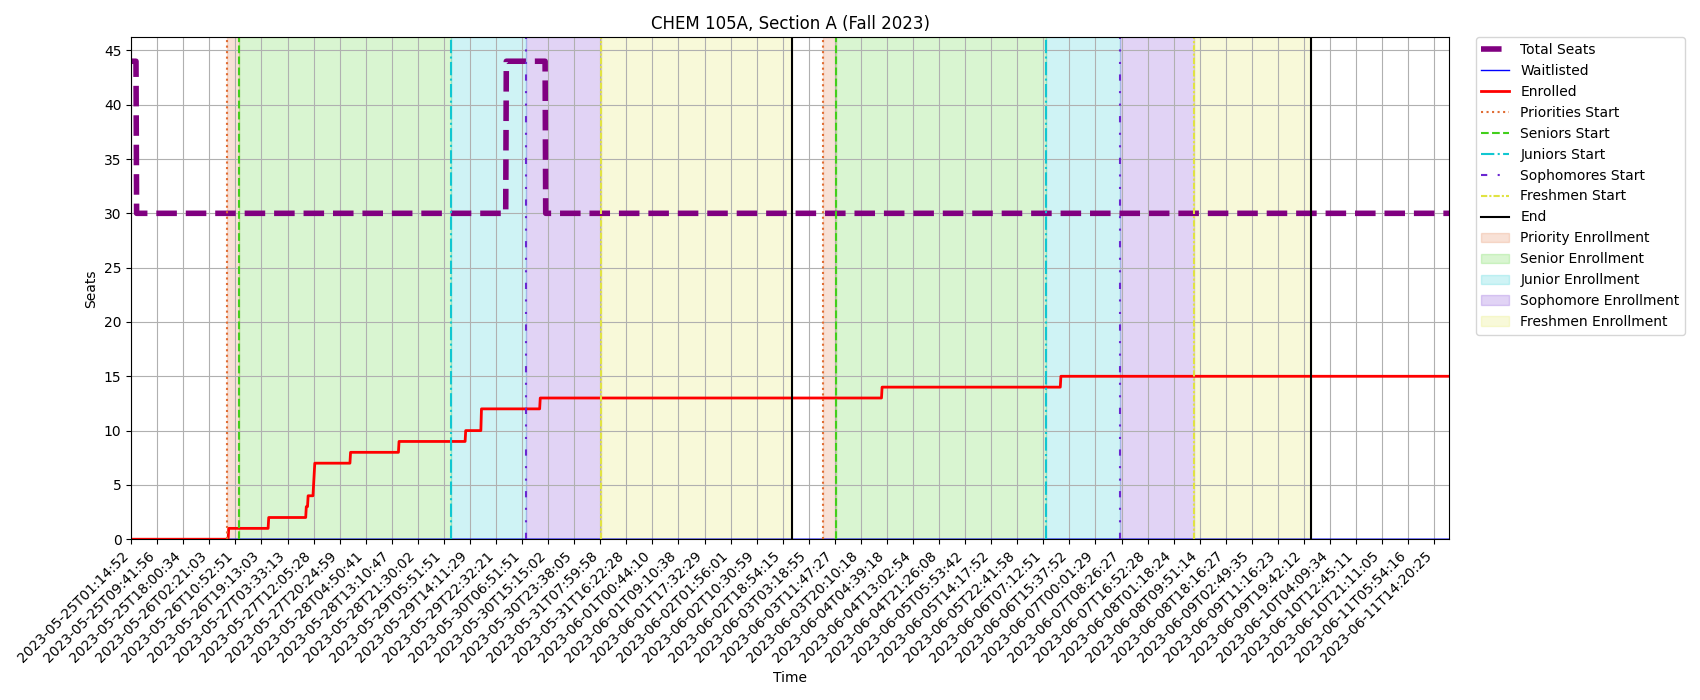 CHEM 105A, Section A (Fall 2023)
45
40
35
30
25
20
15
10
5
0
Seats
2023-05-25T01:14:52
2023-05-25T09:41:56
2023-05-25T18:00:34
2023-05-26T02:21:03
2023-05-26T10:52:51
2023-05-26T19:13:03
2023-05-27T03:33:13
2023-05-27T12:05:28
2023-05-27T20:24:59
2023-05-28T04:50:41
2023-05-28T13:10:47
2023-05-28T21:30:02
2023-05-29T05:51:51
2023-05-29T14:11:29
2023-05-29T22:32:21
2023-05-30T06:51:51
2023-05-30T15:15:02
2023-05-30T23:38:05
2023-05-31T07:59:58
2023-05-31T16:22:28
2023-06-01T00:44:10
2023-06-01T09:10:38
2023-06-01T17:32:29
2023-06-02T01:56:01
2023-06-02T10:30:59
2023-06-02T18:54:15
2023-06-03T03:18:55
2023-06-03T11:47:27
2023-06-03T20:10:18
2023-06-04T04:39:18
2023-06-04T13:02:54
2023-06-04T21:26:08
2023-06-05T05:53:42
2023-06-05T14:17:52
2023-06-05T22:41:58
2023-06-06T07:12:51
2023-06-06T15:37:52
2023-06-07T00:01:29
2023-06-07T08:26:27
2023-06-07T16:52:28
2023-06-08T01:18:24
2023-06-08T09:51:14
2023-06-08T18:16:27
2023-06-09T02:49:35
2023-06-09T11:16:23
2023-06-09T19:42:12
2023-06-10T04:09:34
2023-06-10T12:45:11
2023-06-10T21:11:05
2023-06-11T05:54:16
2023-06-11T14:20:25
Time
Total Seats
Waitlisted
Enrolled
Priorities Start
Seniors Start
Juniors Start
Sophomores Start
Freshmen Start
End
Priority Enrollment
Senior Enrollment
Junior Enrollment
Sophomore Enrollment
Freshmen Enrollment